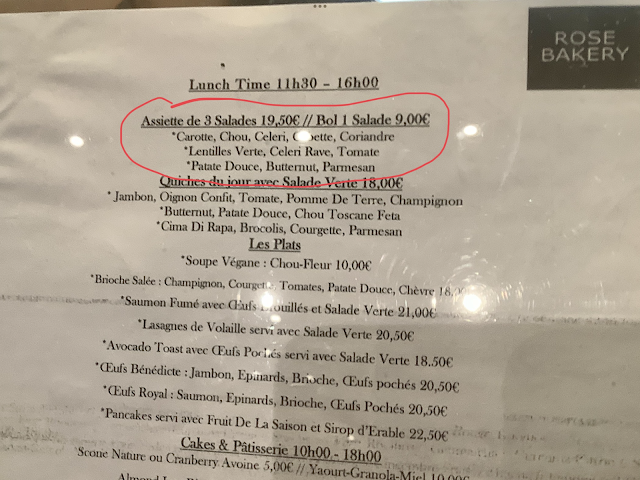 ROSE
BAKERY
Lunch Time 11h30 - 16h00
Assiette de 3 Salades 19,50€ // Bol 1 Salade 9,00€
*Carotte, Chou, Celeri, Coriandre
*Lentilles Verte, Celeri Rave, Tomate
*Patate Douce, Butternut, Parmesan
Quiches du jour avec Salade Verte 18,00€
*Jambon, Oignon Confit, Tomate, Pomme De Terre, Champignon
*Butternut, Patate Douce, Chou Toscane Feta
*Cima Di Rapa, Brocolis, Courgette, Parmesan
Les Plats
*Soupe Végane : Chou-Fleur 10,00€
*Brioche Salée : Champignon, Courgette, Tomates, Patate Douce, Chèvre
*Saumon Fumé avec Œufs Brouillés et Salade Verte 21,00€
*Lasagnes de Volaille servi avec Salade Verte 20,50€
*Avocado Toast avec Œufs Pochés servi avec Salade Verte 18.50€
*Œufs Bénédicte : Jambon, Epinards, Brioche, Œufs pochés 20,50€
*Œufs Royal : Saumon, Epinards, Brioche, Œufs Pochés 20,50€
*Pancakes servi avec Fruit De La Saison et Sirop d'Erable 22,50€
Cakes & Pâtisserie 10h00 - 18h00
*Scone Nature ou Cranberry Avoine 5,00€ // Yaourt-Granola-Miel 10.00€